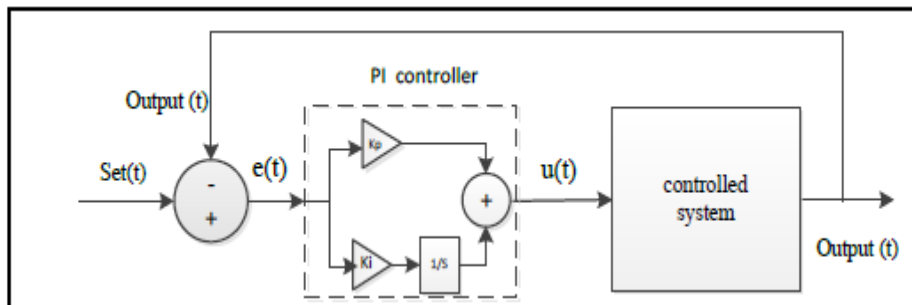 PI controller
Output (t)
Kp
Set(t)
-
+
e(t)
+
u(t)
controlled
system
Ki
1/S
Output (t)